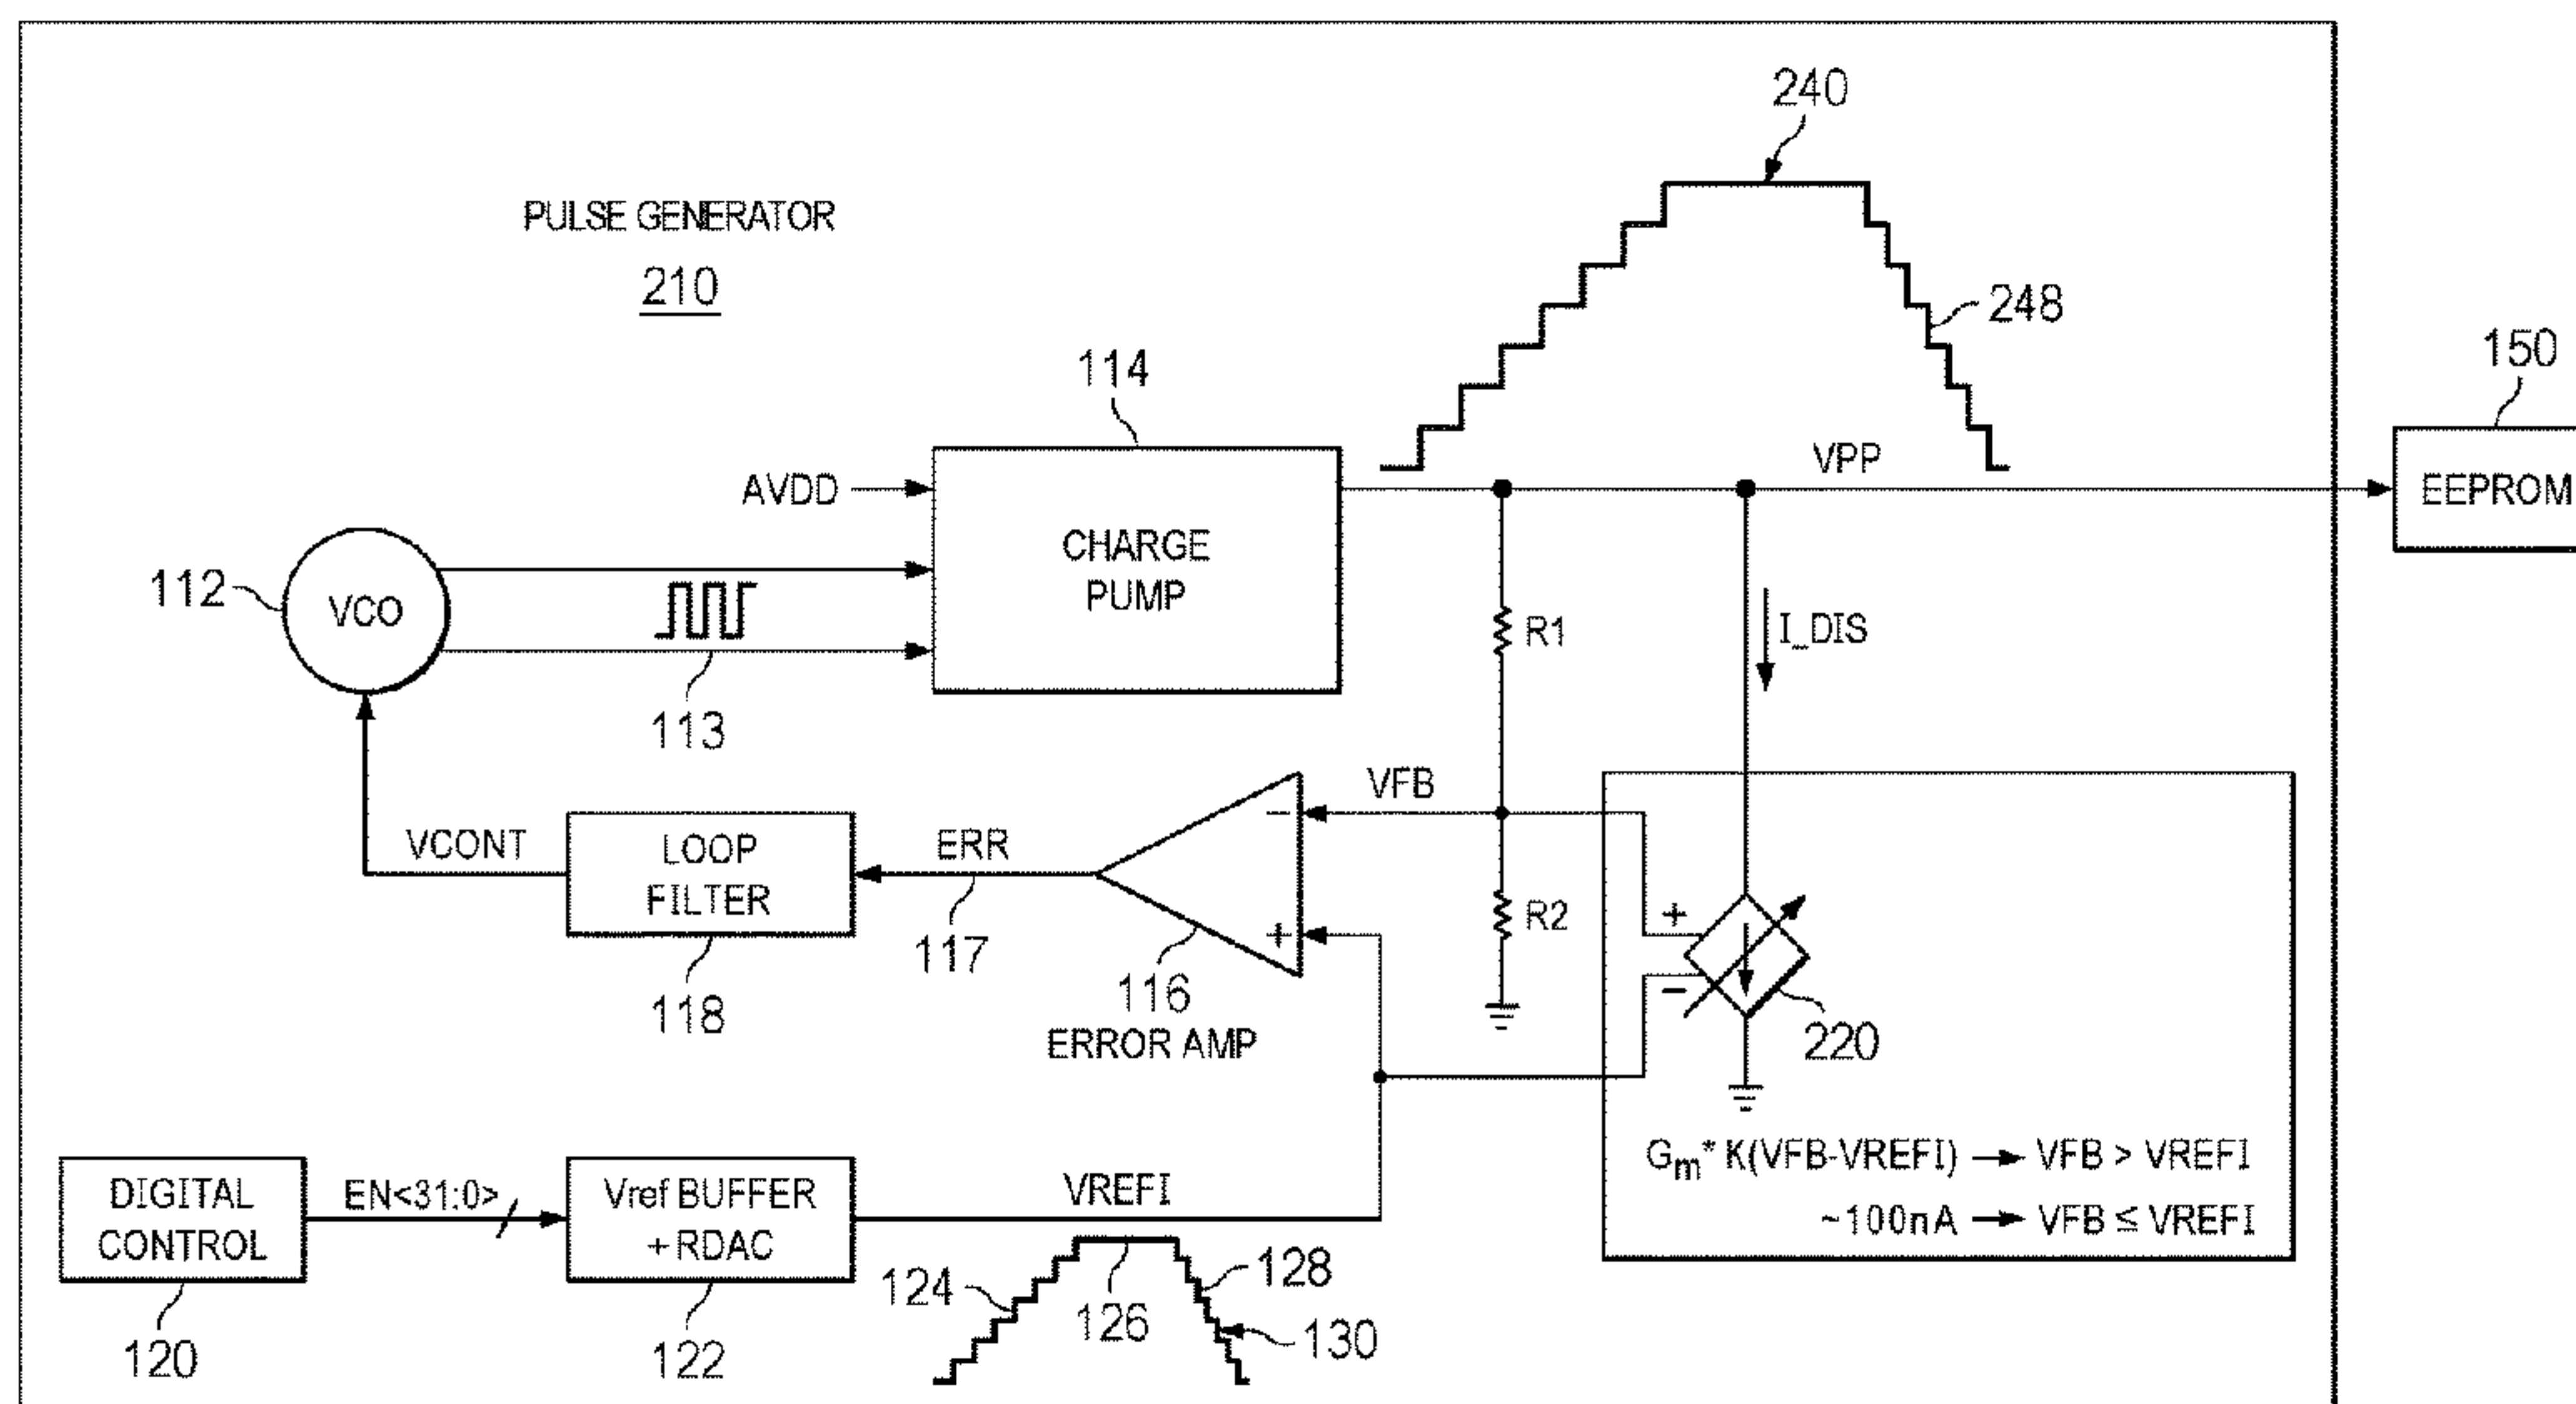 240
PULSE GENERATOR
210
248
150
114
VPP
AVDD
EEPROM
CHARGE
PUMP
112
VCO
R1
I_DIS
113
VFB
VCONT
LOOP
FILTER
ERR
−
+
R2
+
−
117
116
118
ERROR AMP
220
Gm* K(VFB-VREFI) → VFB > VREFI
~100nA → VFB ≤ VREFI
DIGITAL
CONTROL
EN<31:0>
Vref BUFFER
+ RDAC
VREFI
124
126
128
130
120
122